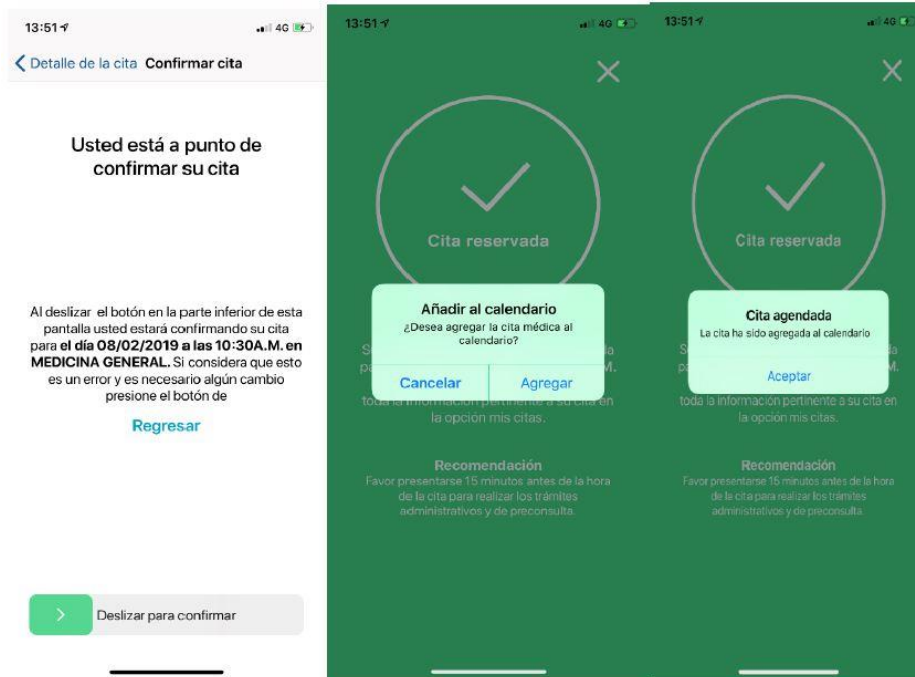 13:51
4G
Detalle de la cita Confirmar cita
Usted está a punto de
confirmar su cita
Al deslizar el botón en la parte inferior de esta
pantalla usted estará confirmando su cita
para el día 08/02/2019 a las 10:30A.M. en
MEDICINA GENERAL. Si considera que esto
es un error y es necesario algún cambio
presione el botón de
Regresar
Deslizar para confirmar
13:51
4G
Cita reservada
Añadir al calendario
¿Desea agregar la cita médica al
calendario?
Cancelar Agregar
toda la información pertinente a su cita en
la opción mis citas.
Recomendación
Favor presentarse 15 minutos antes de la hora
de la cita para realizar los trámites
administrativos y de preconsulta.
13:51
4G
Cita reservada
Cita agendada
La cita ha sido agregada al calendario
Aceptar
toda la información pertinente a su cita en
la opción mis citas.
Recomendación
Favor presentarse 15 minutos antes de la hora
de la cita para realizar los trámites
administrativos y de preconsulta.